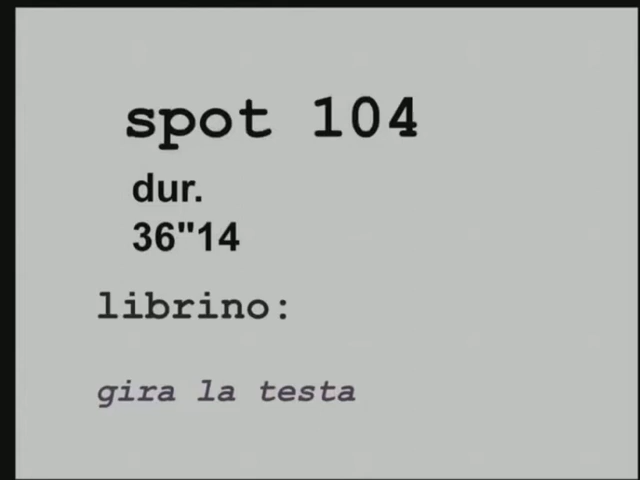 spot 104
dur.
36"14
librino:
gira la testa